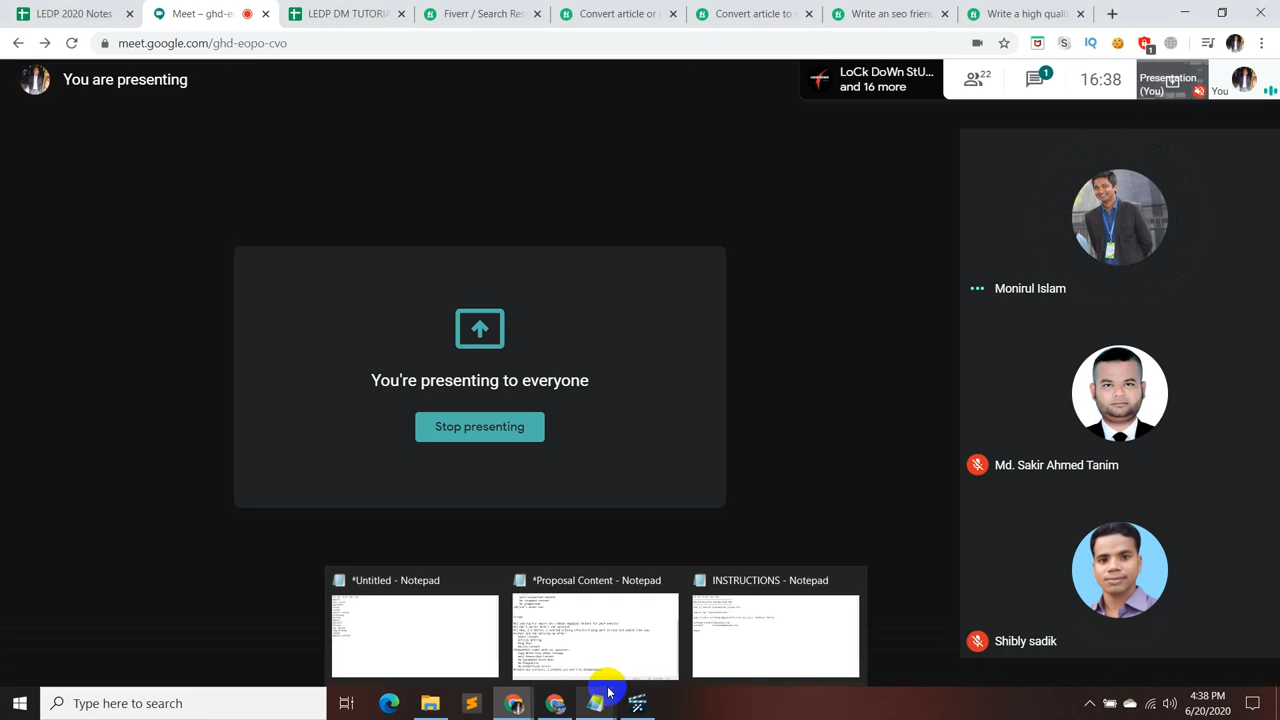 LEDP 2020 Notes
Meet – ghd-e
LEDP DM TUTORIA
Fiverr / Search Res
Convert article or
Convert article to
Write an seo frien
Write a high quali
meet.google.com/ghd-eopo-cvo
You are presenting
LoCk DoWn StU...
and 16 more
22
1
16:38
Presentation
(You)
You
Monirul Islam
You're presenting to everyone
Stop presenting
Md. Sakir Ahmed Tanim
Shibly sadik
*Untitled - Notepad
*Proposal Content - Notepad
INSTRUCTIONS - Notepad
Type here to search
4:38 PM
6/20/2020